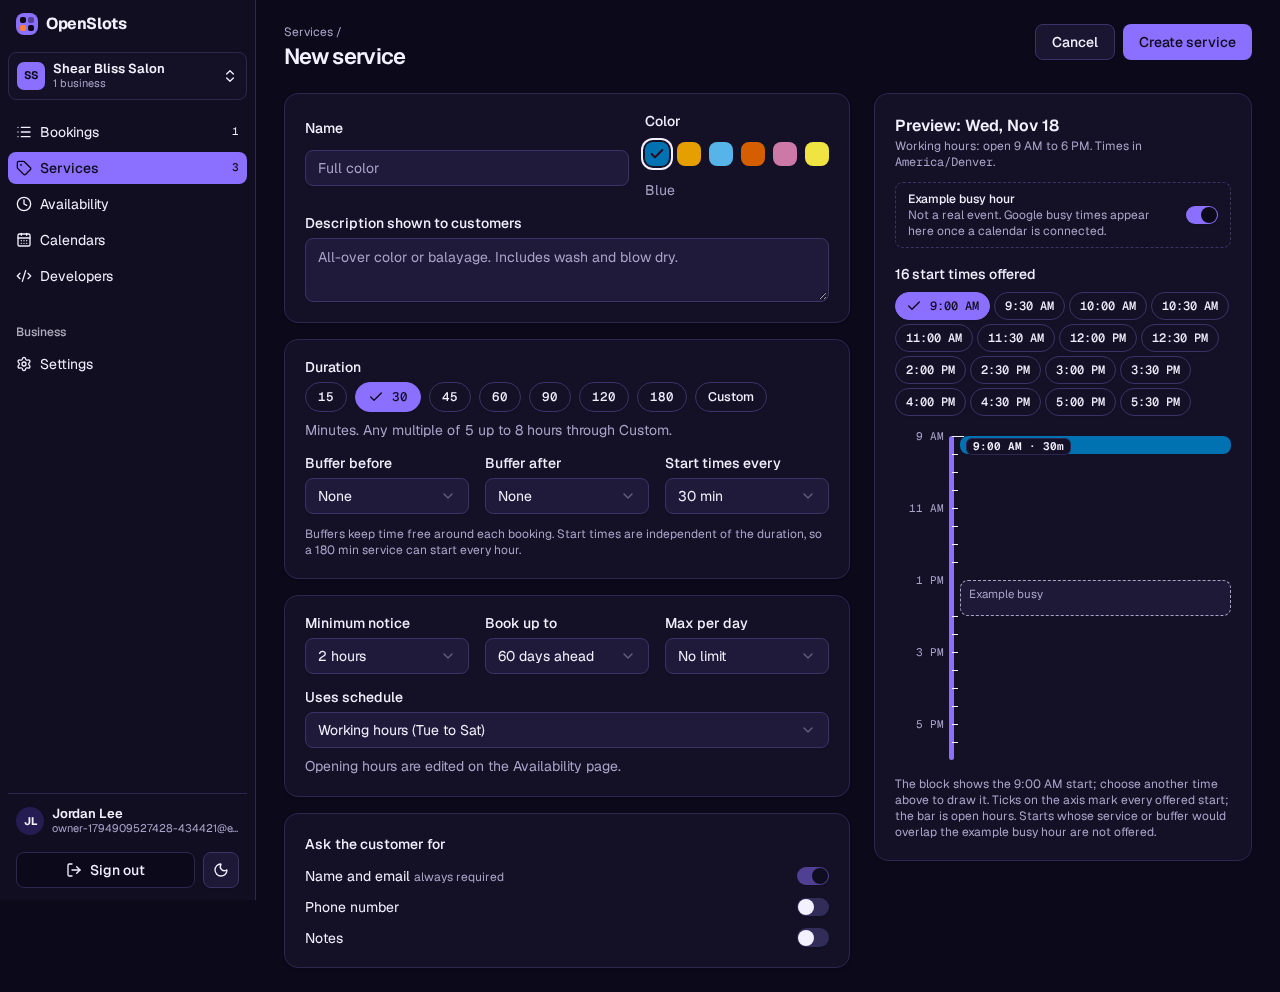 OpenSlots
SS
Shear Bliss Salon
1 business
Bookings
1
Services
3
Availability
Calendars
Developers
Business
Settings
JL
Jordan Lee
owner-1794909527428-434421@e…
Sign out
Services /
New service
Cancel
Create service
Name
Full color
Color
Blue
Description shown to customers
All-over color or balayage. Includes wash and blow dry.
Duration
15
30
45
60
90
120
180
Custom
Minutes. Any multiple of 5 up to 8 hours through Custom.
Buffer before
Buffer after
Start times every
None
None
30 min
Buffers keep time free around each booking. Start times are independent of the duration, so
a 180 min service can start every hour.
Minimum notice
Book up to
Max per day
2 hours
60 days ahead
No limit
Uses schedule
Working hours (Tue to Sat)
Opening hours are edited on the Availability page.
Ask the customer for
Name and email always required
Phone number
Notes
Preview: Wed, Nov 18
Working hours: open 9 AM to 6 PM. Times in
America/Denver.
Example busy hour
Not a real event. Google busy times appear
here once a calendar is connected.
16 start times offered
9:00 AM
9:30 AM
10:00 AM
10:30 AM
11:00 AM
11:30 AM
12:00 PM
12:30 PM
2:00 PM
2:30 PM
3:00 PM
3:30 PM
4:00 PM
4:30 PM
5:00 PM
5:30 PM
9 AM
9:00 AM · 30m
11 AM
1 PM
Example busy
3 PM
5 PM
The block shows the 9:00 AM start; choose another time
above to draw it. Ticks on the axis mark every offered start;
the bar is open hours. Starts whose service or buffer would
overlap the example busy hour are not offered.